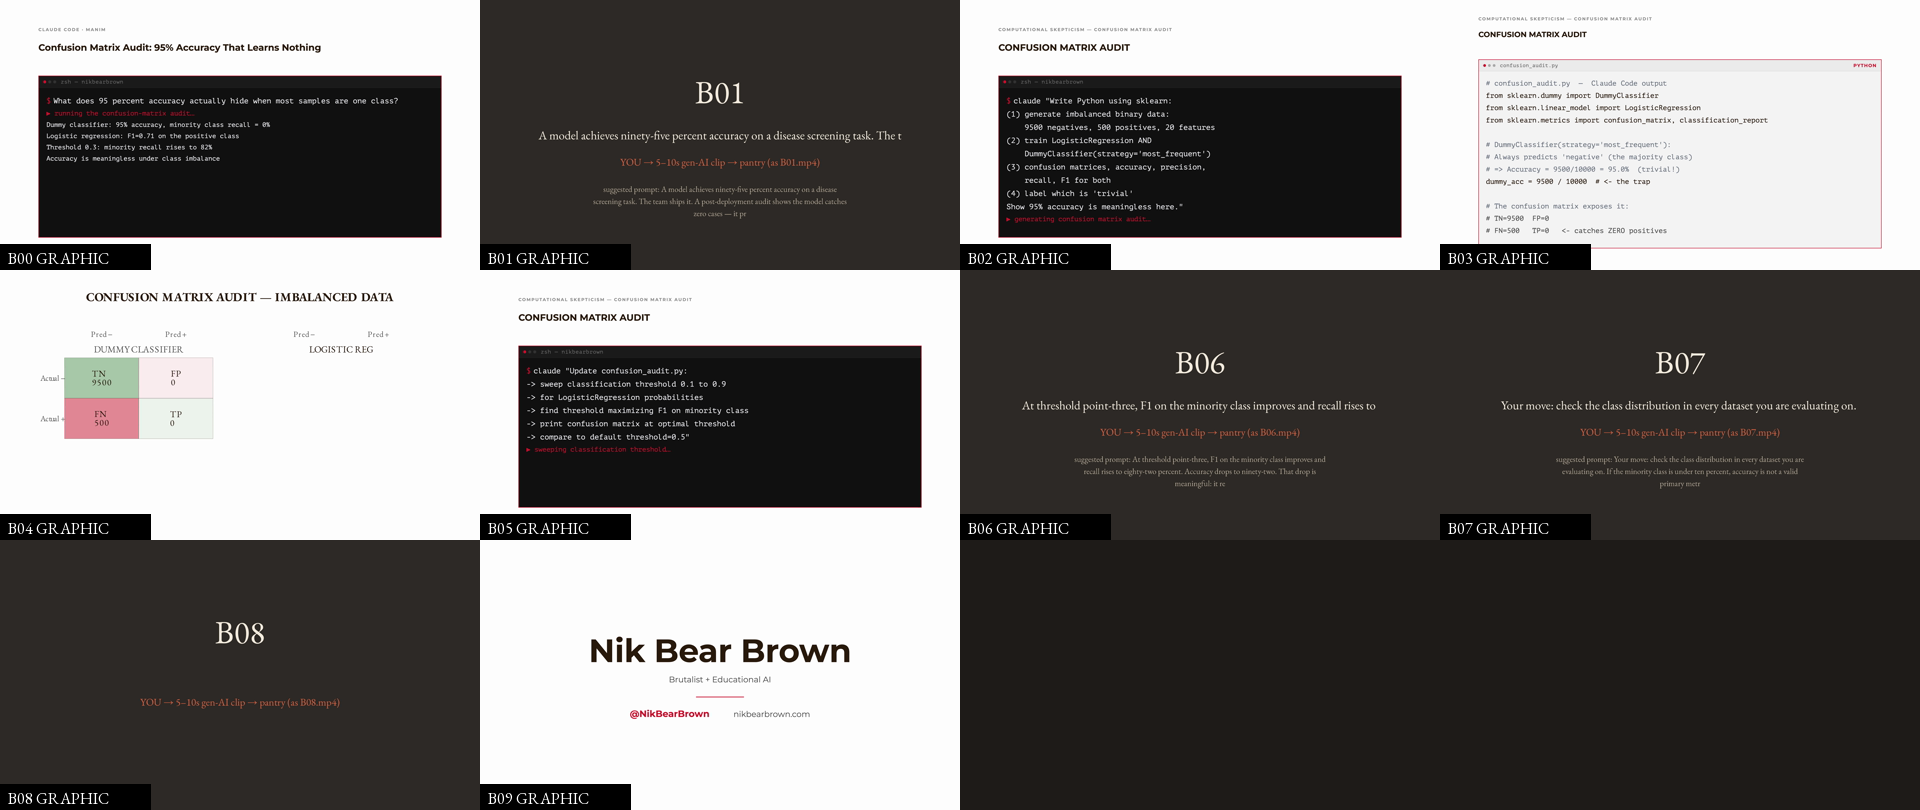 CLAUDE CODE · MANIM
Confusion Matrix Audit: 95% Accuracy That Learns Nothing
zsh — nikbearbrown
$ What does 95 percent accuracy actually hide when most samples are one class?
▶ running the confusion-matrix audit…
Dummy classifier: 95% accuracy, minority class recall = 0%
Logistic regression: F1=0.71 on the positive class
Threshold 0.3: minority recall rises to 82%
Accuracy is meaningless under class imbalance
B00 GRAPHIC
B01
A model achieves ninety-five percent accuracy on a disease screening task. The t
YOU → 5–10s gen-AI clip → pantry (as B01.mp4)
suggested prompt: A model achieves ninety-five percent accuracy on a disease
screening task. The team ships it. A post-deployment audit shows the model catches
zero cases — it pr
B01 GRAPHIC
COMPUTATIONAL SKEPTICISM — CONFUSION MATRIX AUDIT
CONFUSION MATRIX AUDIT
zsh — nikbearbrown
$ claude "Write Python using sklearn:
(1) generate imbalanced binary data:
9500 negatives, 500 positives, 20 features
(2) train LogisticRegression AND
DummyClassifier(strategy='most_frequent')
(3) confusion matrices, accuracy, precision,
recall, F1 for both
(4) label which is 'trivial'
Show 95% accuracy is meaningless here."
▶ generating confusion matrix audit…
B02 GRAPHIC
COMPUTATIONAL SKEPTICISM — CONFUSION MATRIX AUDIT
CONFUSION MATRIX AUDIT
confusion_audit.py
PYTHON
# confusion_audit.py — Claude Code output
from sklearn.dummy import DummyClassifier
from sklearn.linear_model import LogisticRegression
from sklearn.metrics import confusion_matrix, classification_report
# DummyClassifier(strategy='most_frequent'):
# Always predicts 'negative' (the majority class)
# => Accuracy = 9500/10000 = 95.0% (trivial!)
dummy_acc = 9500 / 10000 # <- the trap
# The confusion matrix exposes it:
# TN=9500 FP=0
# FN=500 TP=0 <- catches ZERO positives
B03 GRAPHIC
CONFUSION MATRIX AUDIT — IMBALANCED DATA
Pred− Pred+
DUMMY CLASSIFIER
Pred− Pred+
LOGISTIC REG
Actual −
TN
9500
FP
0
Actual +
FN
500
TP
0
B04 GRAPHIC
COMPUTATIONAL SKEPTICISM — CONFUSION MATRIX AUDIT
CONFUSION MATRIX AUDIT
zsh — nikbearbrown
$ claude "Update confusion_audit.py:
-> sweep classification threshold 0.1 to 0.9
-> for LogisticRegression probabilities
-> find threshold maximizing F1 on minority class
-> print confusion matrix at optimal threshold
-> compare to default threshold=0.5"
▶ sweeping classification threshold…
B05 GRAPHIC
B06
At threshold point-three, F1 on the minority class improves and recall rises to
YOU → 5–10s gen-AI clip → pantry (as B06.mp4)
suggested prompt: At threshold point-three, F1 on the minority class improves and
recall rises to eighty-two percent. Accuracy drops to ninety-two. That drop is
meaningful: it re
B06 GRAPHIC
B07
Your move: check the class distribution in every dataset you are evaluating on.
YOU → 5–10s gen-AI clip → pantry (as B07.mp4)
suggested prompt: Your move: check the class distribution in every dataset you are
evaluating on. If the minority class is under ten percent, accuracy is not a valid
primary metr
B07 GRAPHIC
B08
YOU → 5–10s gen-AI clip → pantry (as B08.mp4)
B08 GRAPHIC
Nik Bear Brown
Brutalist + Educational AI
@NikBearBrown nikbearbrown.com
B09 GRAPHIC